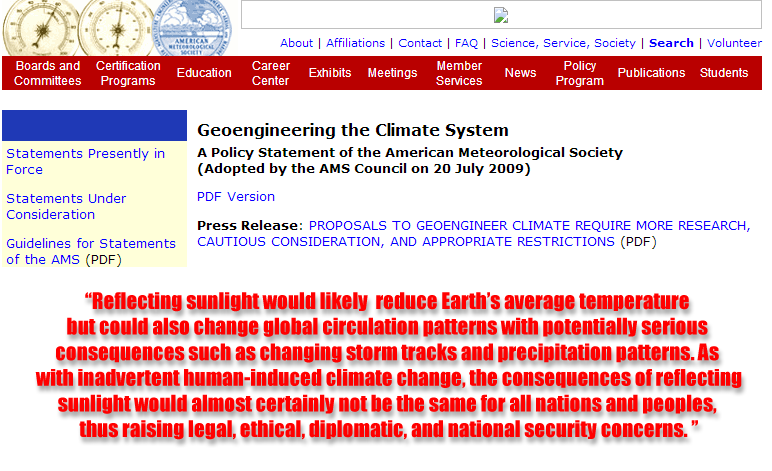 AMERICAN
METEOROLOGICAL
SOCIETY
About | Affiliations | Contact | FAQ | Science, Service, Society | Search | Volunteer
Boards and Committees
Certification Programs
Education
Career Center
Exhibits
Meetings
Member Services
News
Policy Program
Publications
Students
Statements Presently in
Force
Statements Under
Consideration
Guidelines for Statements
of the AMS (PDF)
Geoengineering the Climate System
A Policy Statement of the American Meteorological Society
(Adopted by the AMS Council on 20 July 2009)
PDF Version
Press Release: PROPOSALS TO GEOENGINEER CLIMATE REQUIRE MORE RESEARCH,
CAUTIOUS CONSIDERATION, AND APPROPRIATE RESTRICTIONS (PDF)
“Reflecting sunlight would likely reduce Earth’s average temperature
but could also change global circulation patterns with potentially serious
consequences such as changing storm tracks and precipitation patterns. As
with inadvertent human-induced climate change, the consequences of reflecting
sunlight would almost certainly not be the same for all nations and peoples,
thus raising legal, ethical, diplomatic, and national security concerns. ”